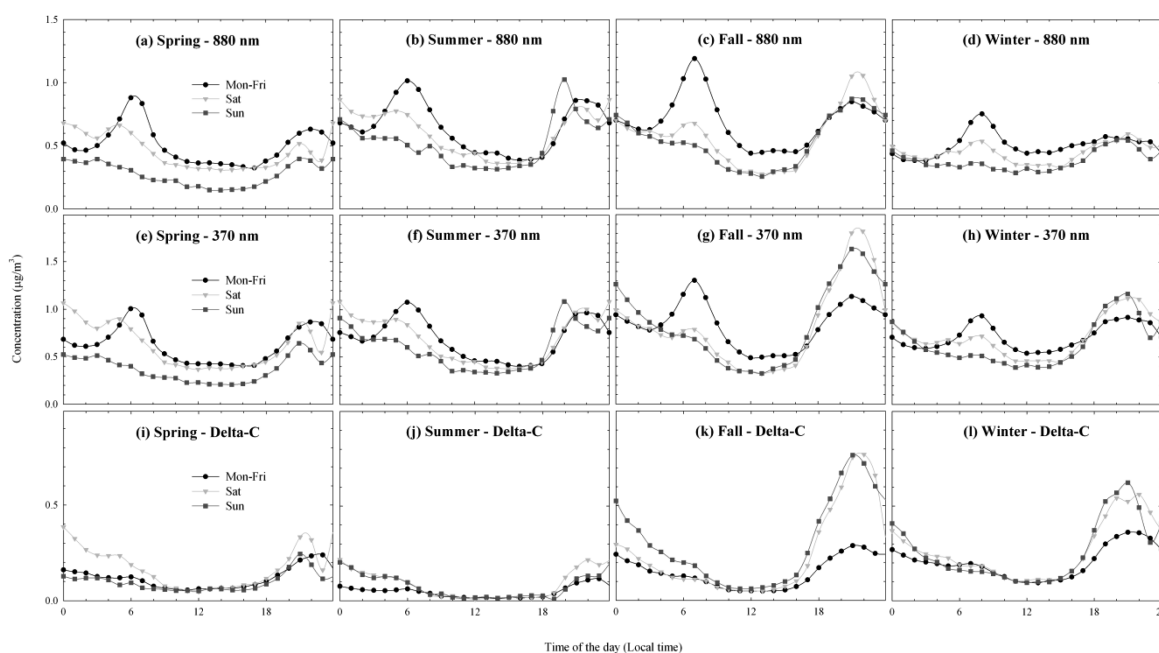 1.5
(a) Spring - 880 nm
(b) Summer - 880 nm
(c) Fall - 880 nm
(d) Winter - 880 nm
1.0
Mon-Fri
Sat
Sun
0.5
0.0
(e) Spring - 370 nm
(f) Summer - 370 nm
(g) Fall - 370 nm
(h) Winter - 370 nm
1.5
Mon-Fri
Sat
Sun
1.0
0.5
0.0
Concentration (µg/m³)
(i) Spring - Delta-C
(j) Summer - Delta-C
(k) Fall - Delta-C
(l) Winter - Delta-C
Mon-Fri
Sat
Sun
0.5
0 6 12 18 0 6 12 18 0 6 12 18 0 6 12 18
Time of the day (Local time)